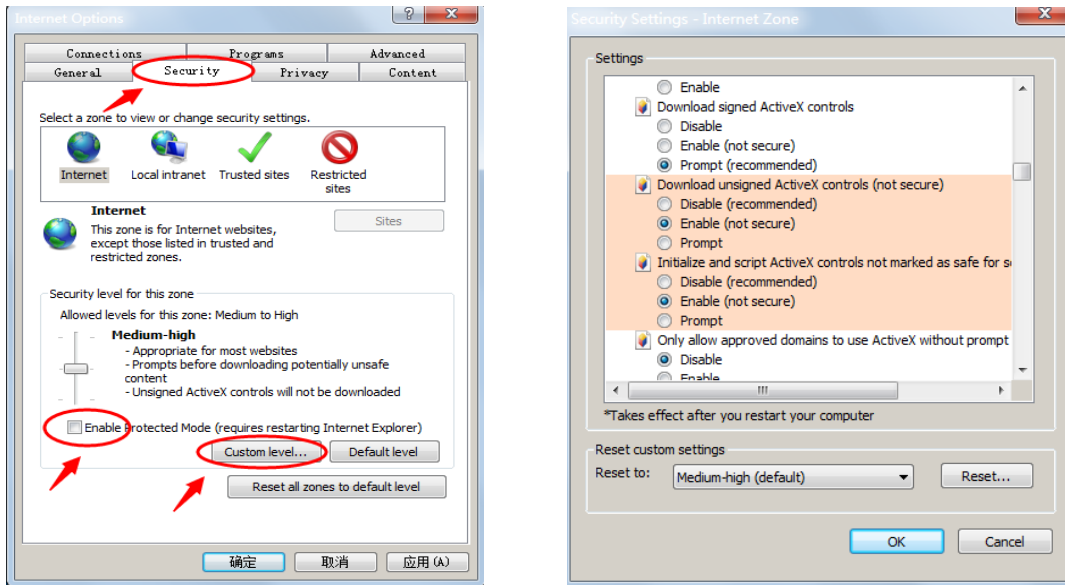 Internet Options
Connections
Programs
Advanced
General
Security
Privacy
Content
Select a zone to view or change security settings.
Internet
Local intranet
Trusted sites
Restricted
sites
Internet
This zone is for Internet websites,
except those listed in trusted and
restricted zones.
Sites
Security level for this zone
Allowed levels for this zone: Medium to High
Medium-high
- Appropriate for most websites
- Prompts before downloading potentially unsafe
content
- Unsigned ActiveX controls will not be downloaded
Enable Protected Mode (requires restarting Internet Explorer)
Custom level...
Default level
Reset all zones to default level
确定
取消
应用(A)
Security Settings - Internet Zone
Settings
Enable
Download signed ActiveX controls
Disable
Enable (not secure)
Prompt (recommended)
Download unsigned ActiveX controls (not secure)
Disable (recommended)
Enable (not secure)
Prompt
Initialize and script ActiveX controls not marked as safe for s
Disable (recommended)
Enable (not secure)
Prompt
Only allow approved domains to use ActiveX without prompt
Disable
Enable
*Takes effect after you restart your computer
Reset custom settings
Reset to:
Medium-high (default)
Reset...
OK
Cancel